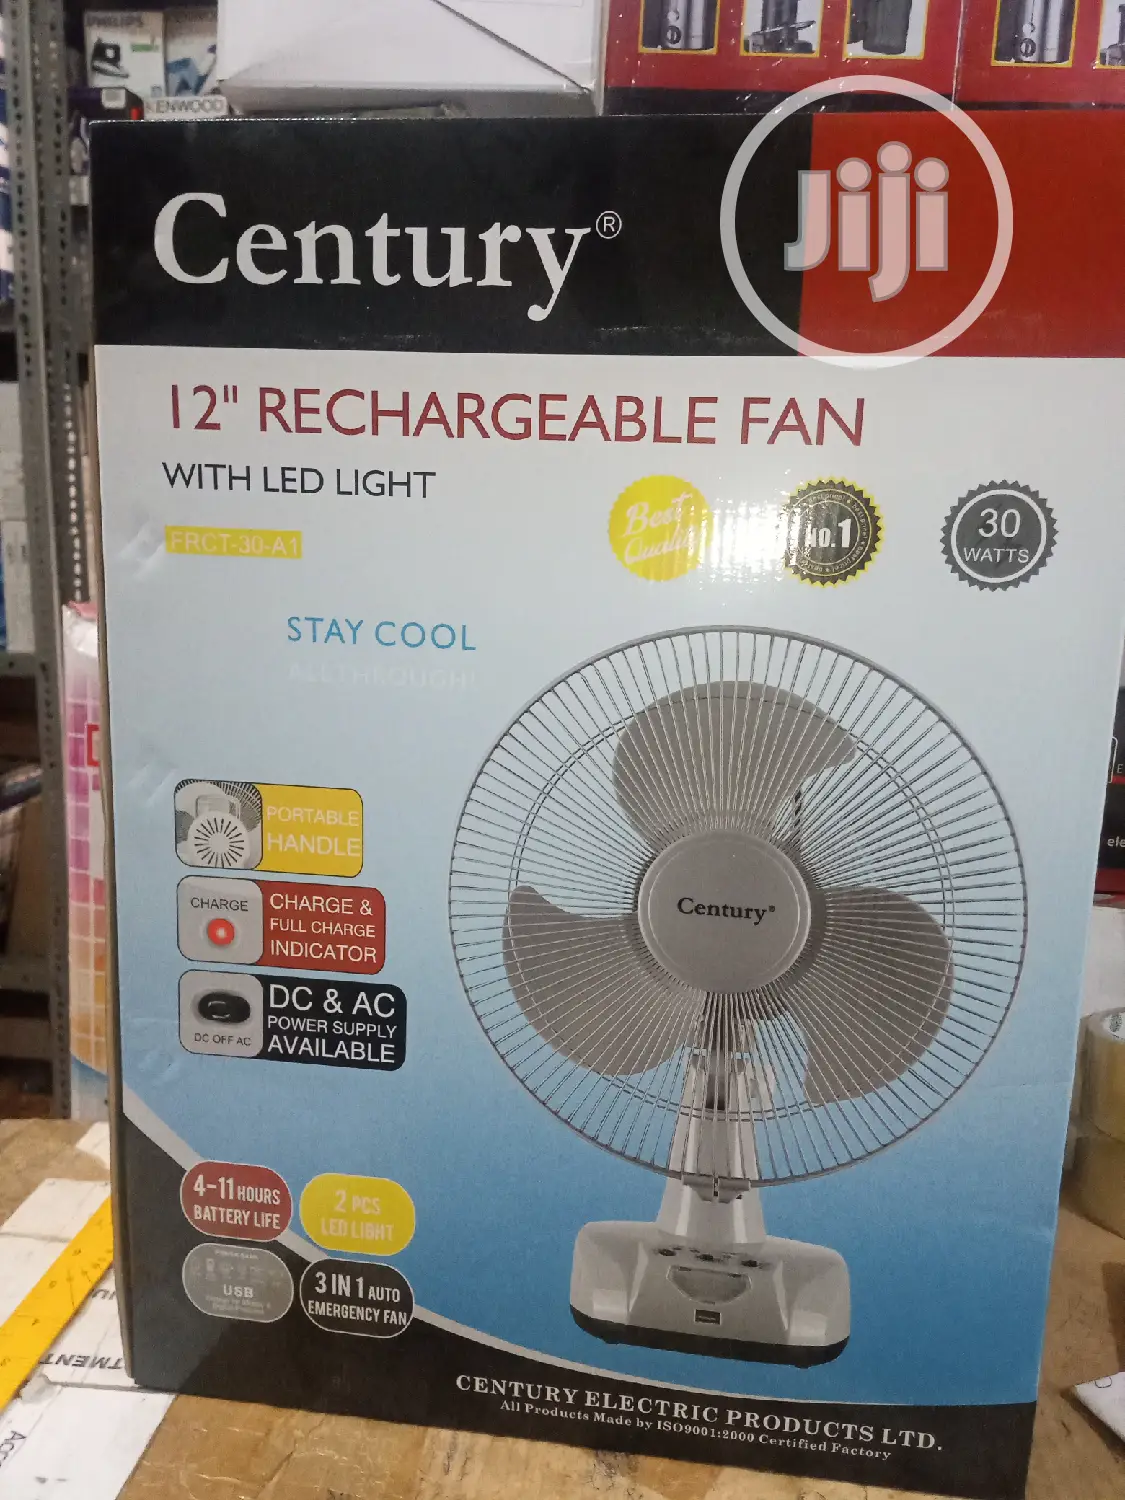 PHILIPS
KENWOOD
Jiji
Century®
12" RECHARGEABLE FAN
WITH LED LIGHT
FRCT-30-A1
Best
Quality
No.1
30
WATTS
STAY COOL
ALL THROUGH!
PORTABLE
HANDLE
CHARGE
CHARGE &
FULL CHARGE
INDICATOR
DC OFF AC
DC & AC
POWER SUPPLY
AVAILABLE
Century®
4-11 HOURS
BATTERY LIFE
2 PCS
LED LIGHT
USB
3 IN 1 AUTO
EMERGENCY FAN
CENTURY ELECTRIC PRODUCTS LTD.
All Products Made by ISO9001:2000 Certified Factory